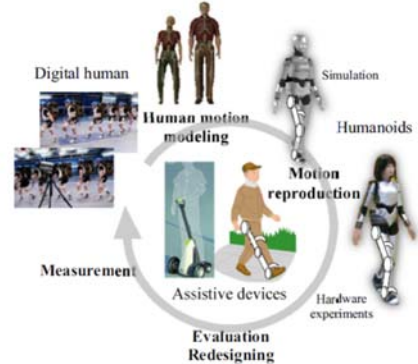 Digital human
Human motion
modeling
Simulation
Humanoids
Motion
reproduction
Measurement
Assistive devices
Hardware
experiments
Evaluation
Redesigning